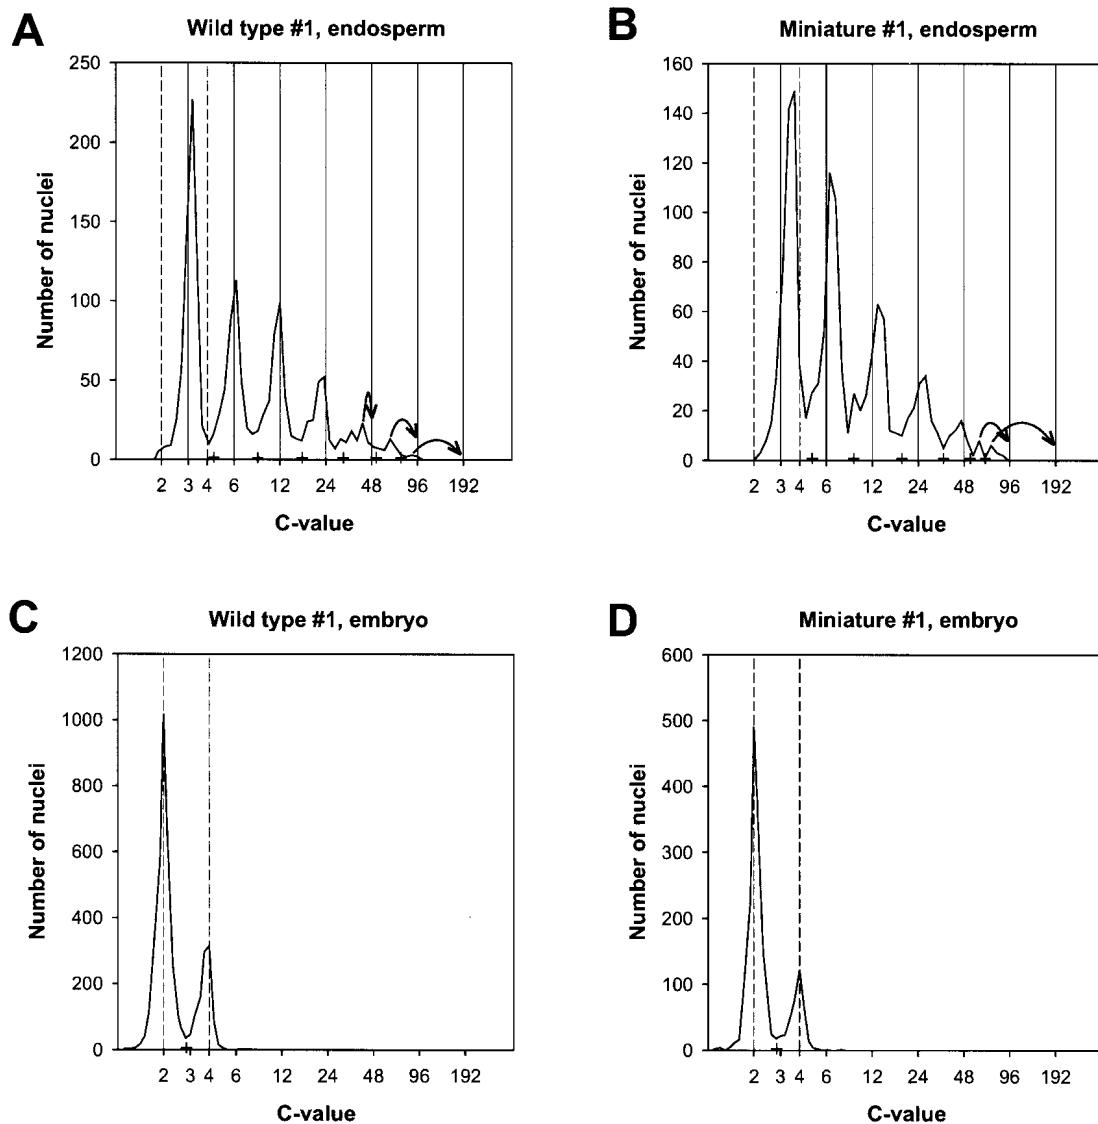 A
Wild type #1, endosperm
250
200
150
100
50
0
Number of nuclei
2 3 4 6 12 24 48 96 192
C-value
B
Miniature #1, endosperm
160
140
120
100
80
60
40
20
0
Number of nuclei
2 3 4 6 12 24 48 96 192
C-value
C
Wild type #1, embryo
1200
1000
800
600
400
200
0
Number of nuclei
2 3 4 6 12 24 48 96 192
C-value
D
Miniature #1, embryo
600
500
400
300
200
100
0
Number of nuclei
2 3 4 6 12 24 48 96 192
C-value